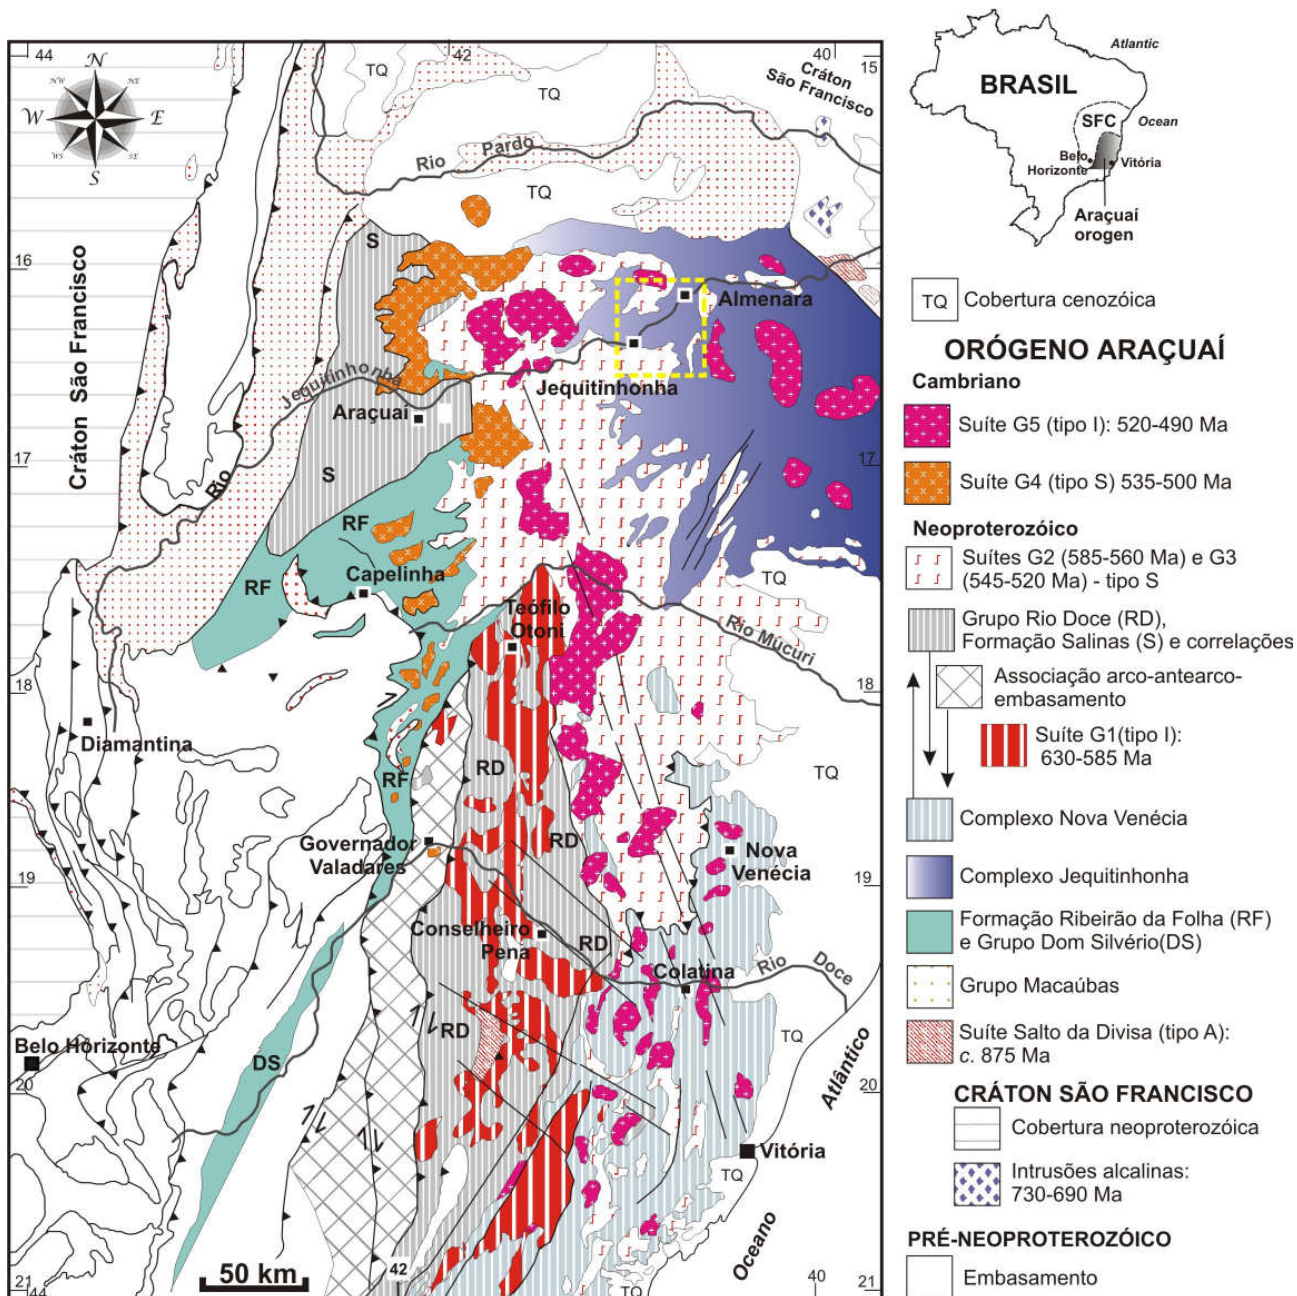 44
42
40
15
N
NW
NE
W
E
WS
SE
S
TQ
TQ
TQ
TQ
Cráton
São Francisco
Rio
Pardo
Cráton São Francisco
16
S
Almenara
Jequitinhonha
Jequitinhonha
Araçuaí
Rio
S
17
17
RF
RF
Capelinha
TQ
Teófilo
Otoni
Rio Mucuri
18
18
Diamantina
RF
RD
TQ
Governador
Valadares
RD
Nova
Venécia
19
19
Conselheiro
Pena
RD
Colatina
Rio
Doce
RD
TQ
Belo Horizonte
20
DS
20
Atlântico
Vitória
TQ
Oceano
42
50 km
TQ
TQ
21
44
40
21
Atlantic
BRASIL
SFC
Ocean
Belo
Horizonte
Vitória
Araçuaí
orogen
TQ Cobertura cenozóica
ORÓGENO ARAÇUAÍ
Cambriano
Suíte G5 (tipo I): 520-490 Ma
Suíte G4 (tipo S) 535-500 Ma
Neoproterozóico
Suítes G2 (585-560 Ma) e G3
(545-520 Ma) - tipo S
Grupo Rio Doce (RD),
Formação Salinas (S) e correlações
Associação arco-antearco-
embasamento
Suíte G1(tipo I):
630-585 Ma
Complexo Nova Venécia
Complexo Jequitinhonha
Formação Ribeirão da Folha (RF)
e Grupo Dom Silvério(DS)
Grupo Macaúbas
Suíte Salto da Divisa (tipo A):
c. 875 Ma
CRÁTON SÃO FRANCISCO
Cobertura neoproterozóica
Intrusões alcalinas:
730-690 Ma
PRÉ-NEOPROTEROZÓICO
Embasamento